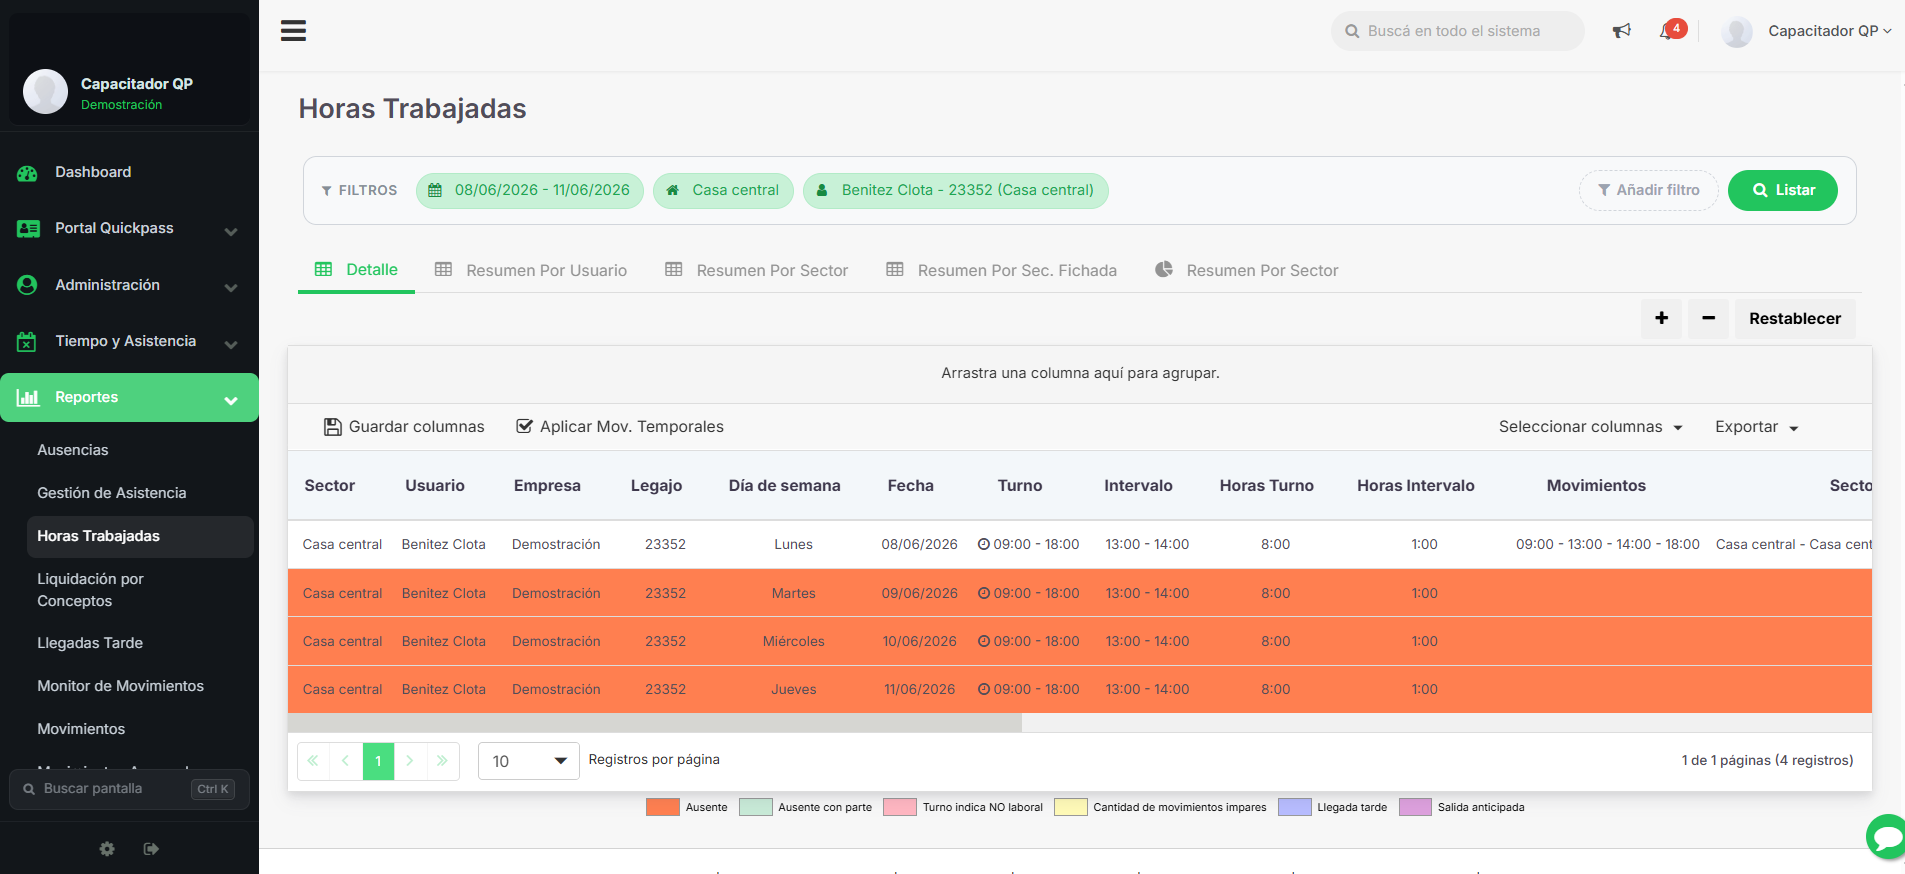 Capacitador QP
Demostración
Dashboard
Portal Quickpass
Administración
Tiempo y Asistencia
Reportes
Ausencias
Gestión de Asistencia
Horas Trabajadas
Liquidación por
Conceptos
Llegadas Tarde
Monitor de Movimientos
Movimientos
Buscar pantalla Ctrl K
Buscá en todo el sistema 4 Capacitador QP
Horas Trabajadas
FILTROS 08/06/2026 - 11/06/2026 Casa central Benitez Clota - 23352 (Casa central) Añadir filtro Listar
Detalle Resumen Por Usuario Resumen Por Sector Resumen Por Sec. Fichada Resumen Por Sector
+ − Restablecer
Arrastra una columna aquí para agrupar.
Guardar columnas Aplicar Mov. Temporales Seleccionar columnas Exportar
Sector Usuario Empresa Legajo Día de semana Fecha Turno Intervalo Horas Turno Horas Intervalo Movimientos Secto
Casa central Benitez Clota Demostración 23352 Lunes 08/06/2026 09:00 - 18:00 13:00 - 14:00 8:00 1:00 09:00 - 13:00 - 14:00 - 18:00 Casa central - Casa cent
Casa central Benitez Clota Demostración 23352 Martes 09/06/2026 09:00 - 18:00 13:00 - 14:00 8:00 1:00
Casa central Benitez Clota Demostración 23352 Miércoles 10/06/2026 09:00 - 18:00 13:00 - 14:00 8:00 1:00
Casa central Benitez Clota Demostración 23352 Jueves 11/06/2026 09:00 - 18:00 13:00 - 14:00 8:00 1:00
« ‹ 1 › » 10 Registros por página 1 de 1 páginas (4 registros)
Ausente Ausente con parte Turno indica NO laboral Cantidad de movimientos impares Llegada tarde Salida anticipada